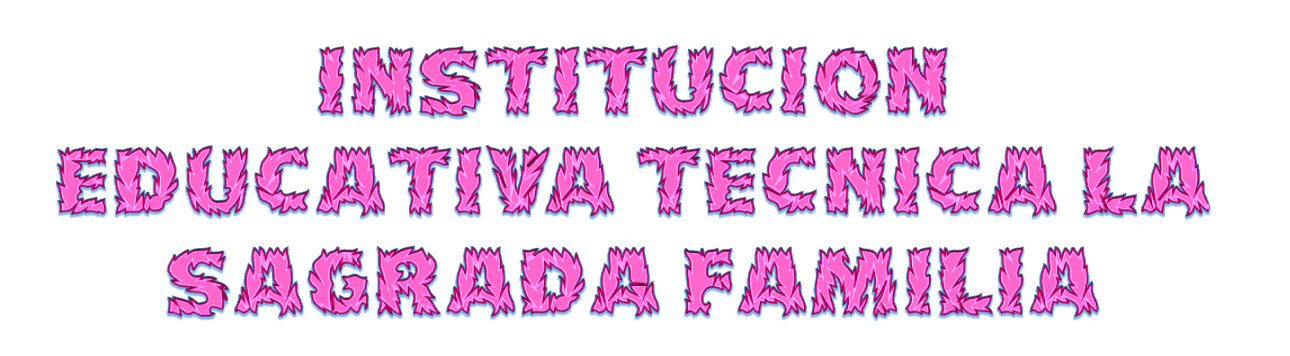 INSTITUCION
EDUCATIVA TECNICA LA
SAGRADA FAMILIA